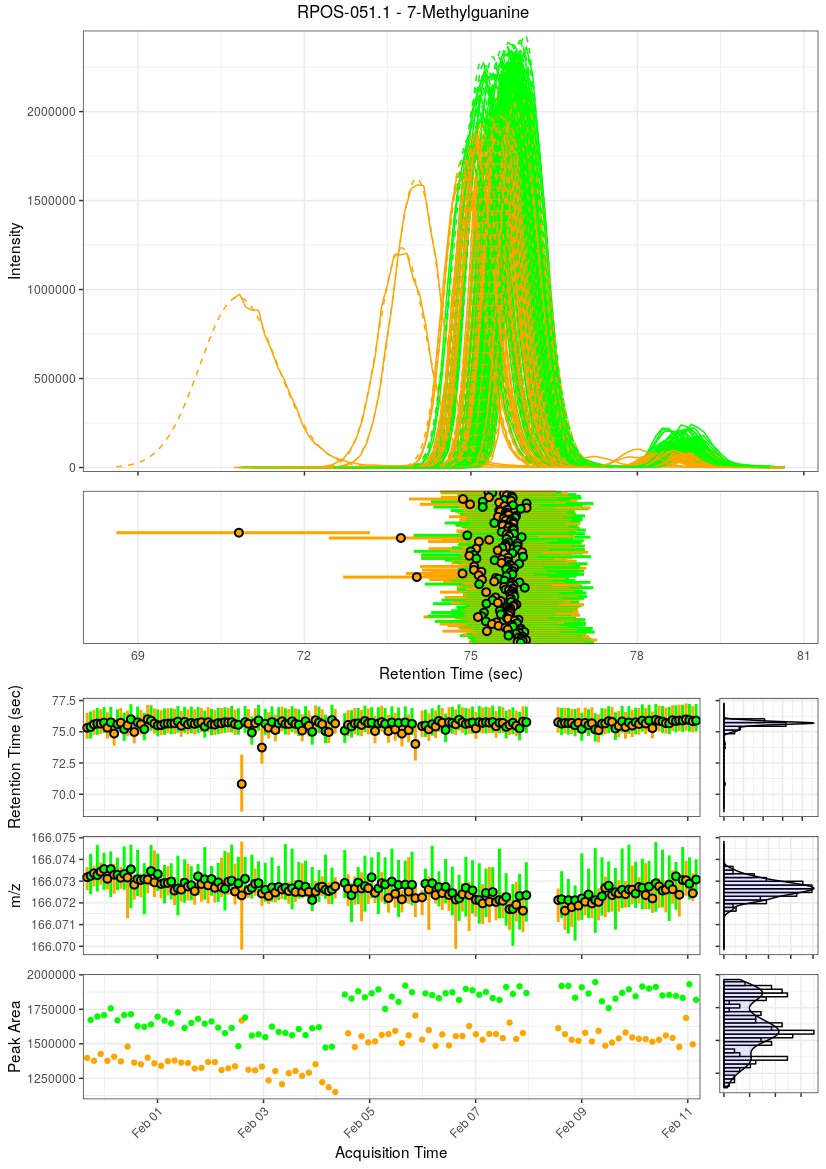 RPOS-051.1 - 7-Methylguanine
Intensity
2000000
1500000
1000000
500000
0
69
72
75
78
81
Retention Time (sec)
Retention Time (sec)
77.5
75.0
72.5
70.0
m/z
166.075
166.074
166.073
166.072
166.071
166.070
Peak Area
2000000
1750000
1500000
1250000
Feb 01
Feb 03
Feb 05
Feb 07
Feb 09
Feb 11
Acquisition Time